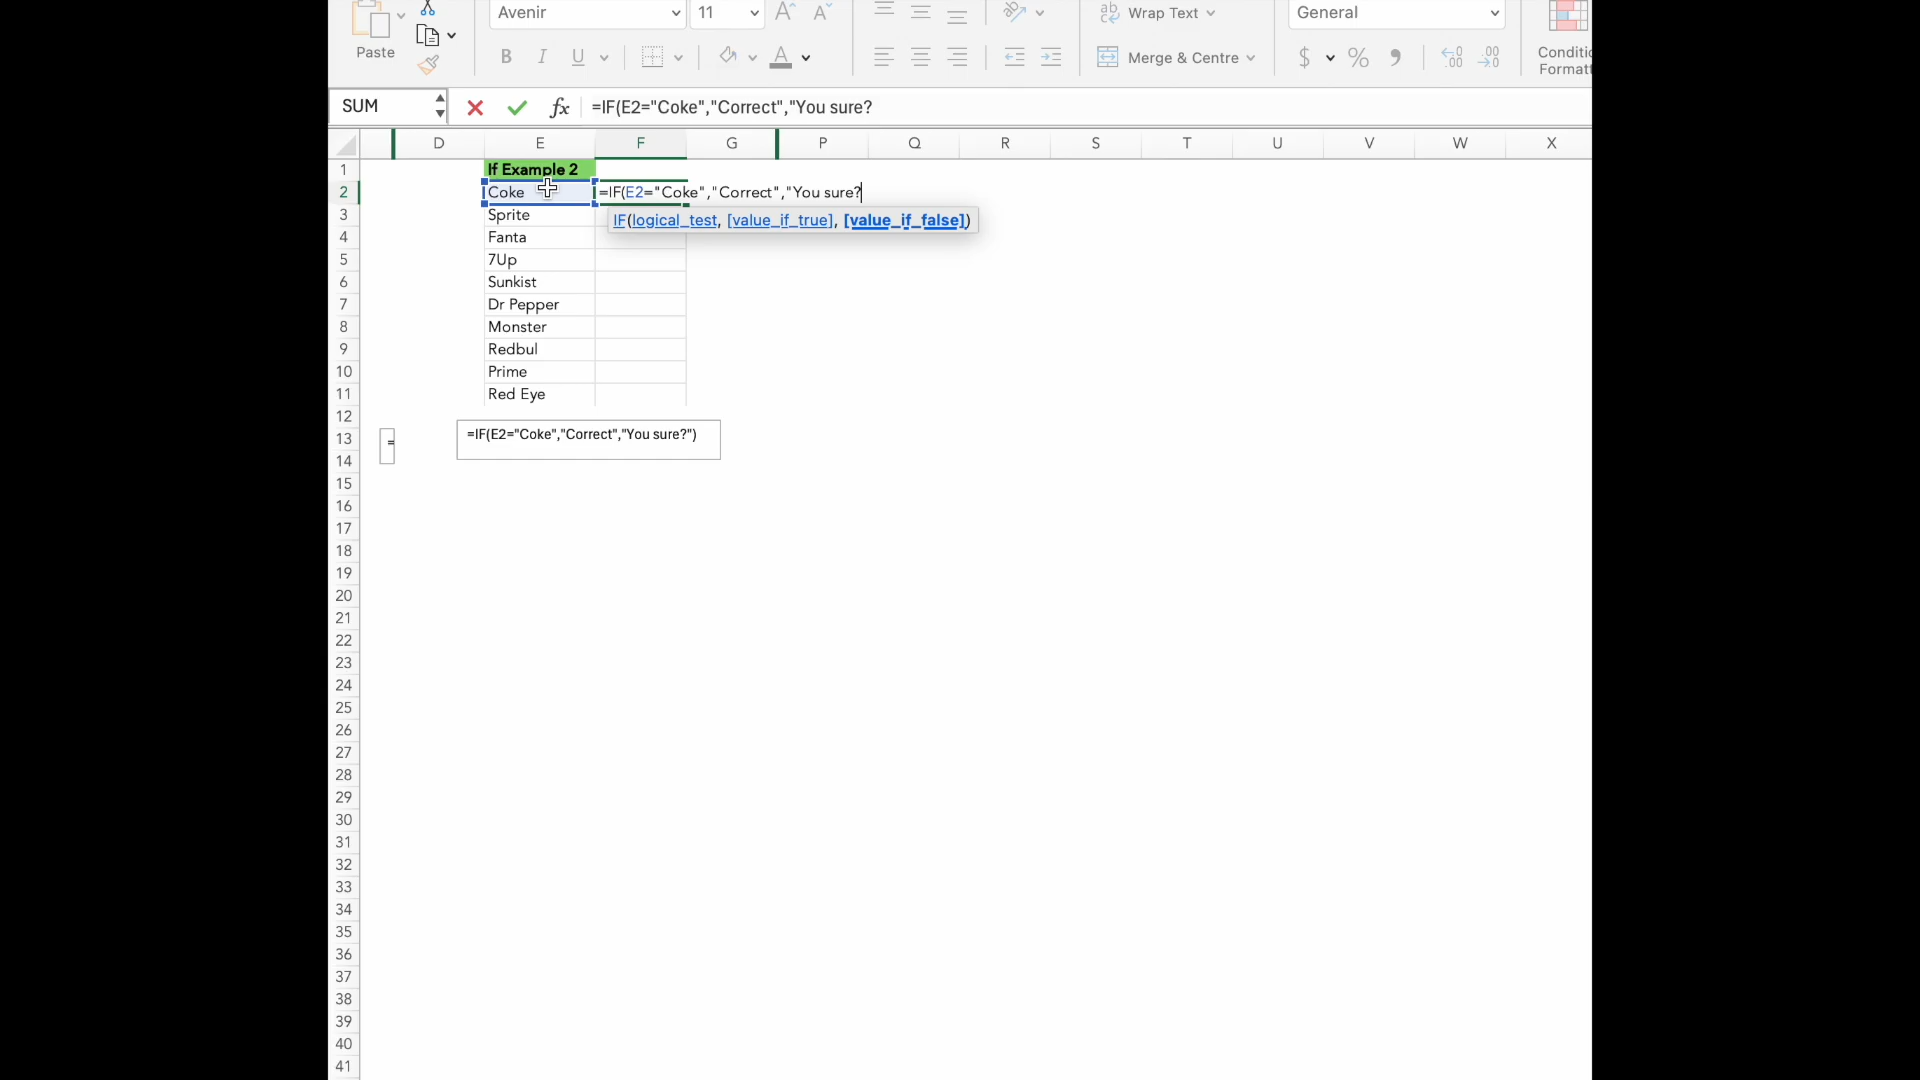 Avenir 11 Wrap Text General
Paste B I U Merge & Centre $ % Conditio
Format
SUM fx =IF(E2="Coke","Correct","You sure?
D E F G P Q R S T U V W X
1 If Example 2
2 Coke =IF(E2="Coke","Correct","You sure?
3 Sprite IF(logical_test, [value_if_true], [value_if_false])
4 Fanta
5 7Up
6 Sunkist
7 Dr Pepper
8 Monster
9 Redbul
10 Prime
11 Red Eye
12
13 = =IF(E2="Coke","Correct","You sure?")
14
15
16
17
18
19
20
21
22
23
24
25
26
27
28
29
30
31
32
33
34
35
36
37
38
39
40
41